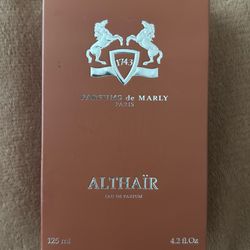 1743
PARFUMS de MARLY
PARIS
ALTHAÏR
EAU DE PARFUM
125 ml 4.2 fl.Oz